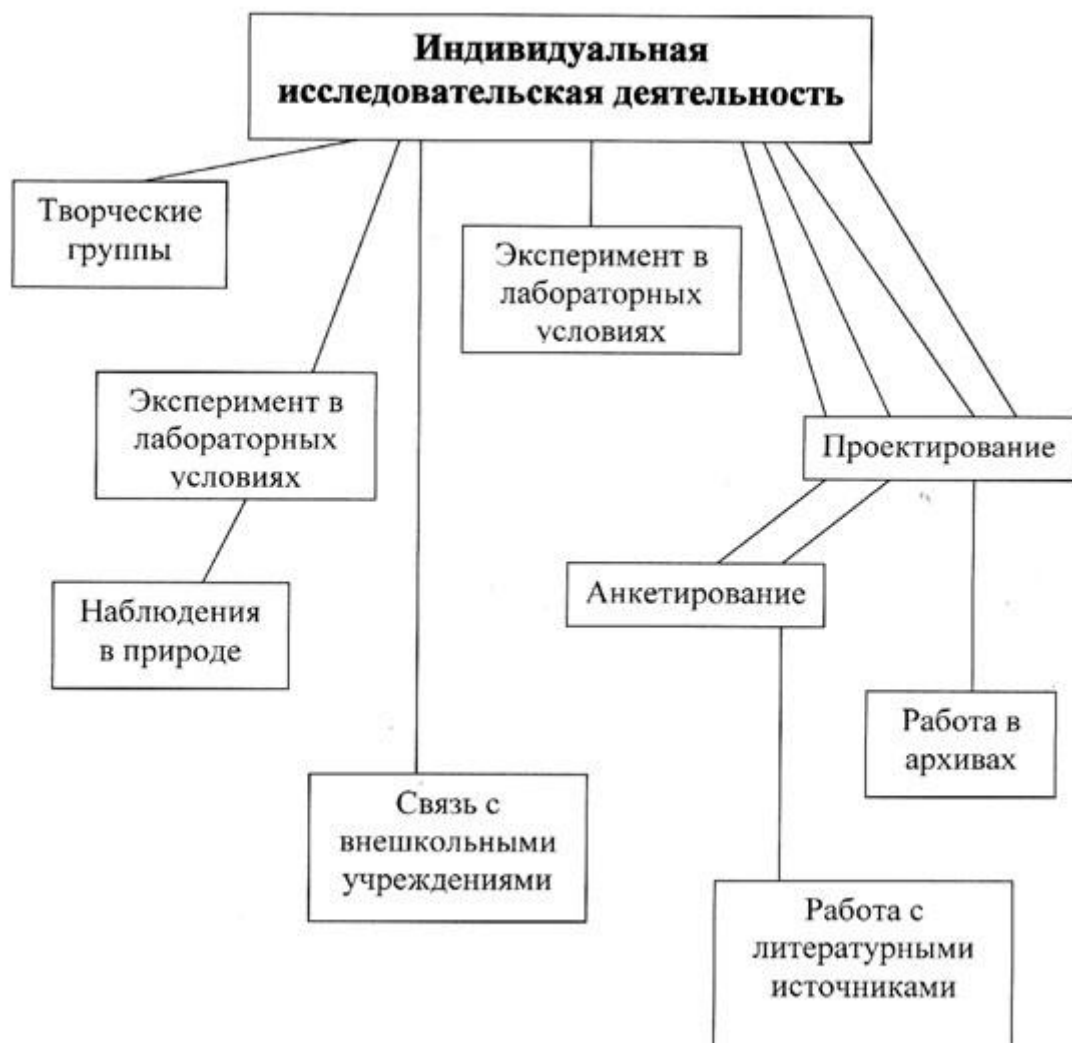 Индивидуальная
исследовательская деятельность
Творческие
группы
Эксперимент в
лабораторных
условиях
Эксперимент в
лабораторных
условиях
Проектирование
Наблюдения
в природе
Анкетирование
Работа в
архивах
Связь с
внешкольными
учреждениями
Работа с
литературными
источниками